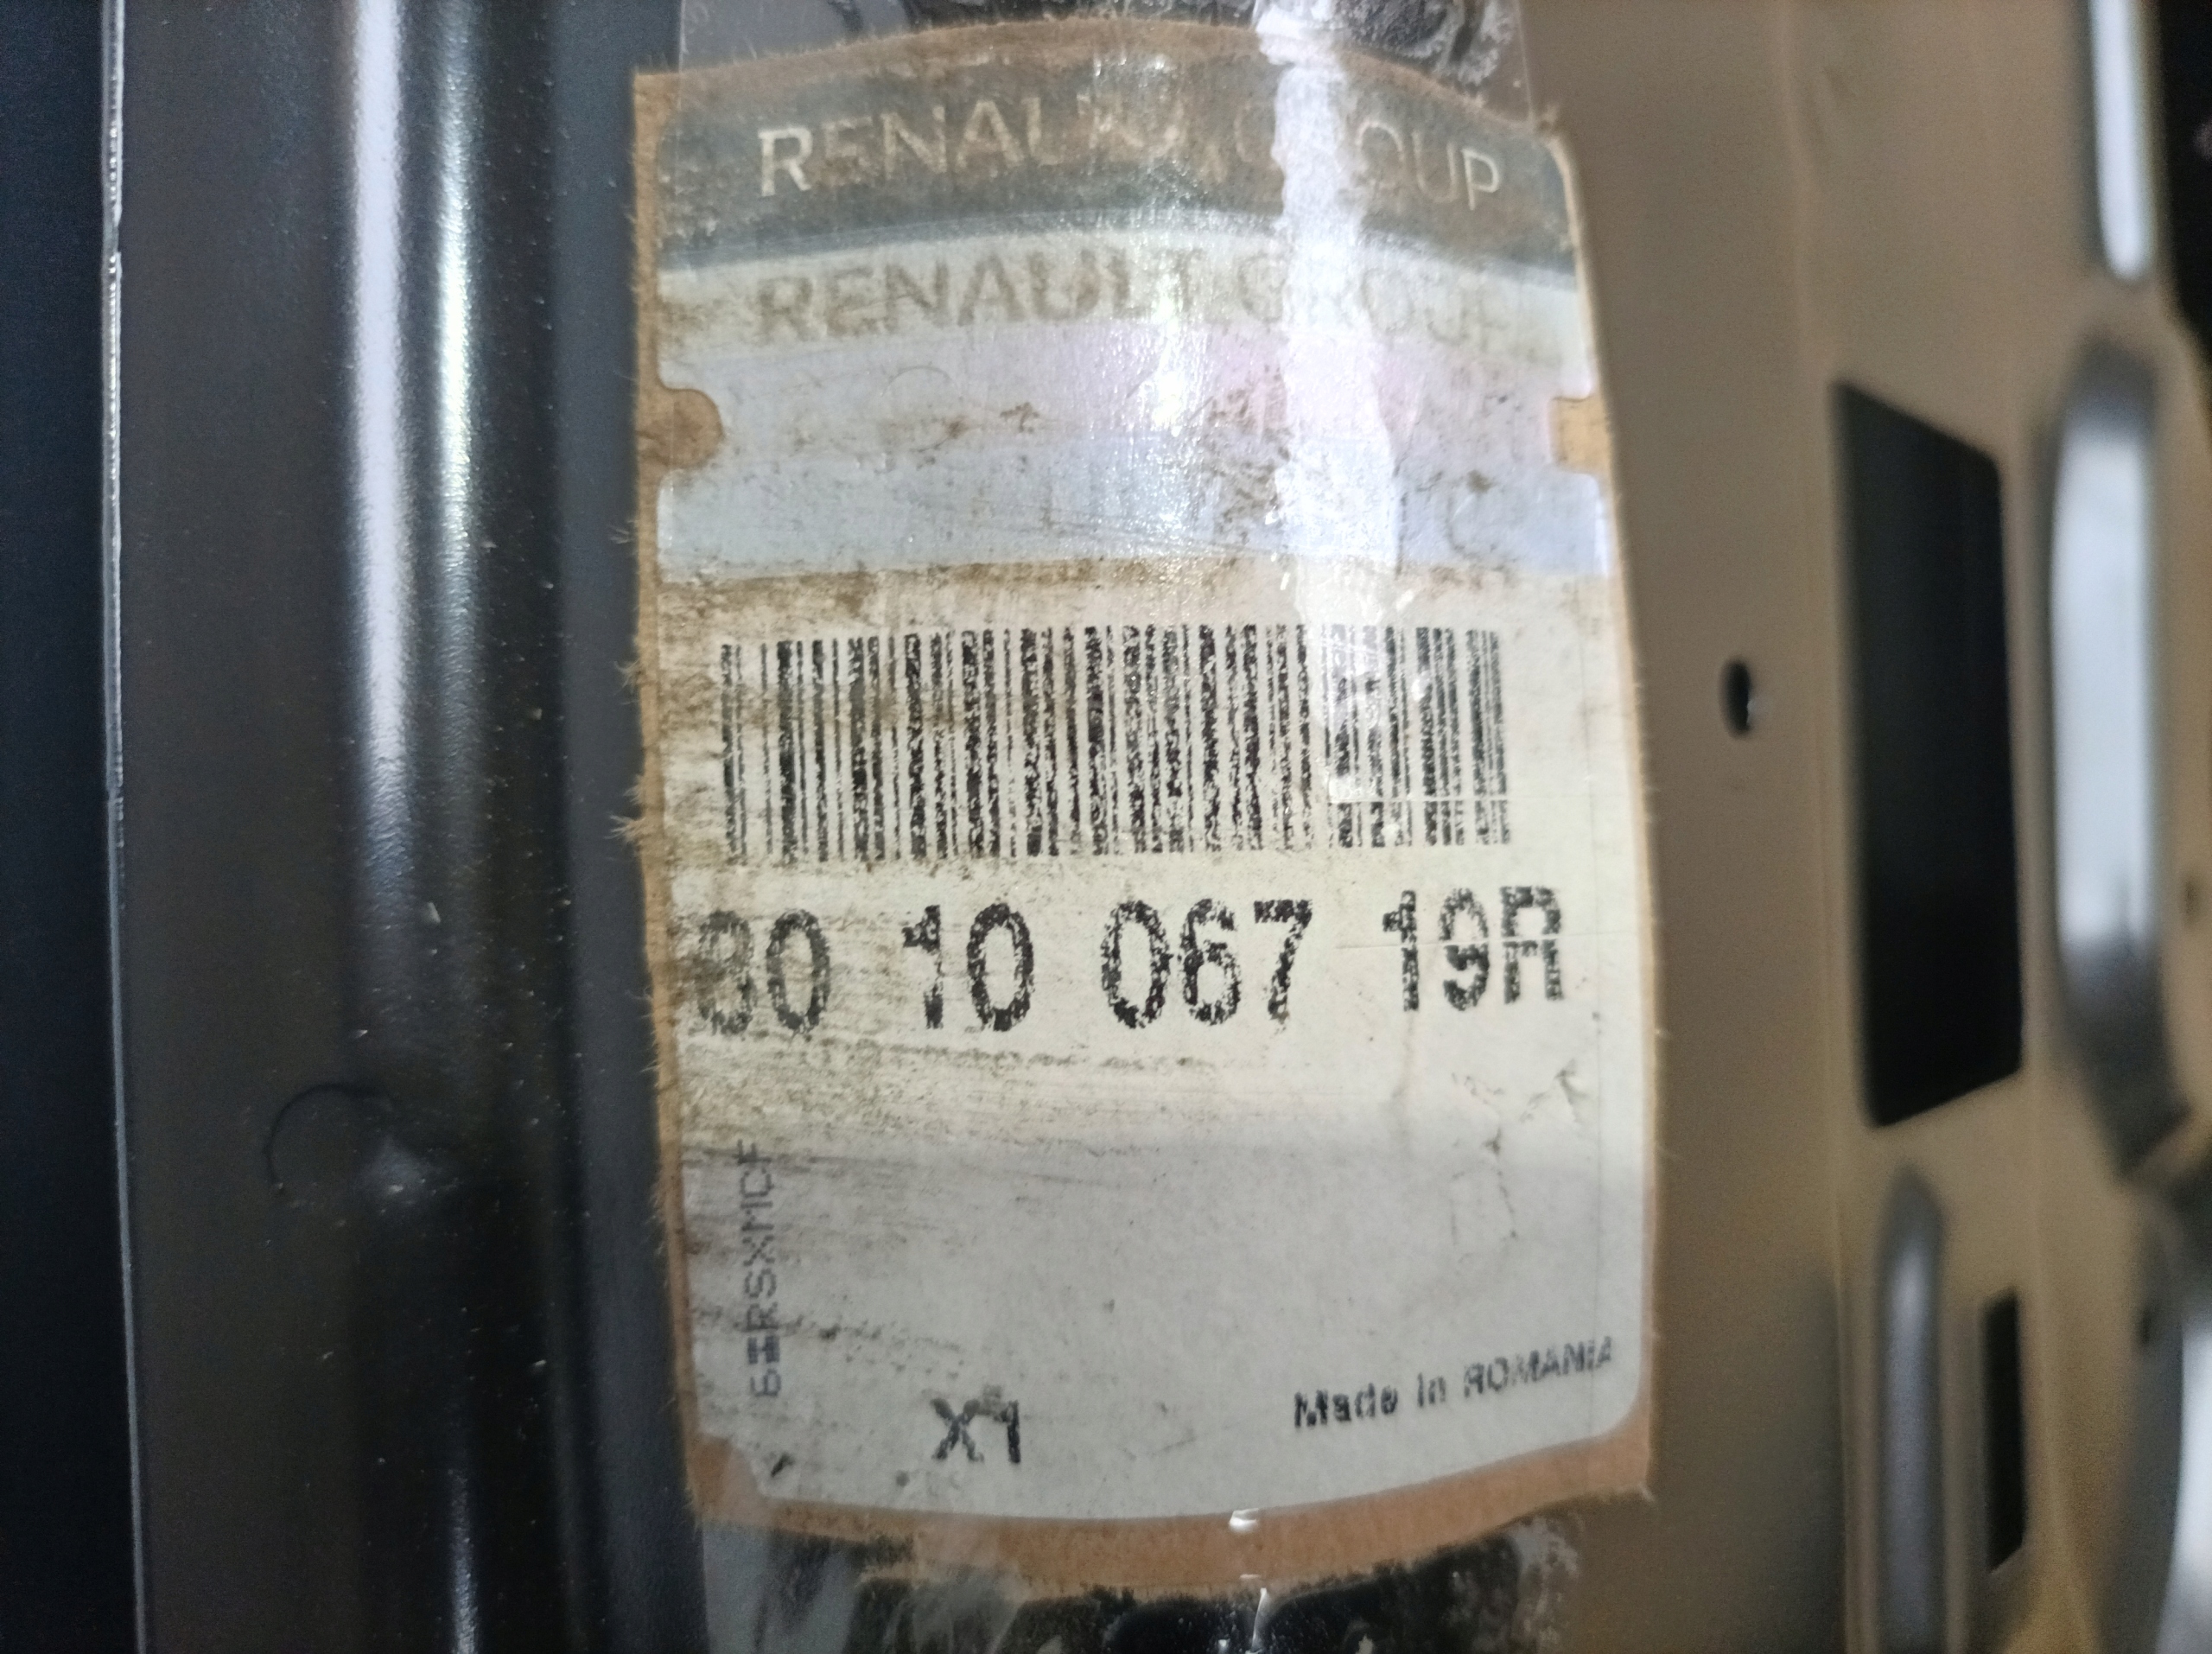 RENAULT GROUP
RENAULT GROUP
80 10 067 19R
X1
Made in ROMANIA